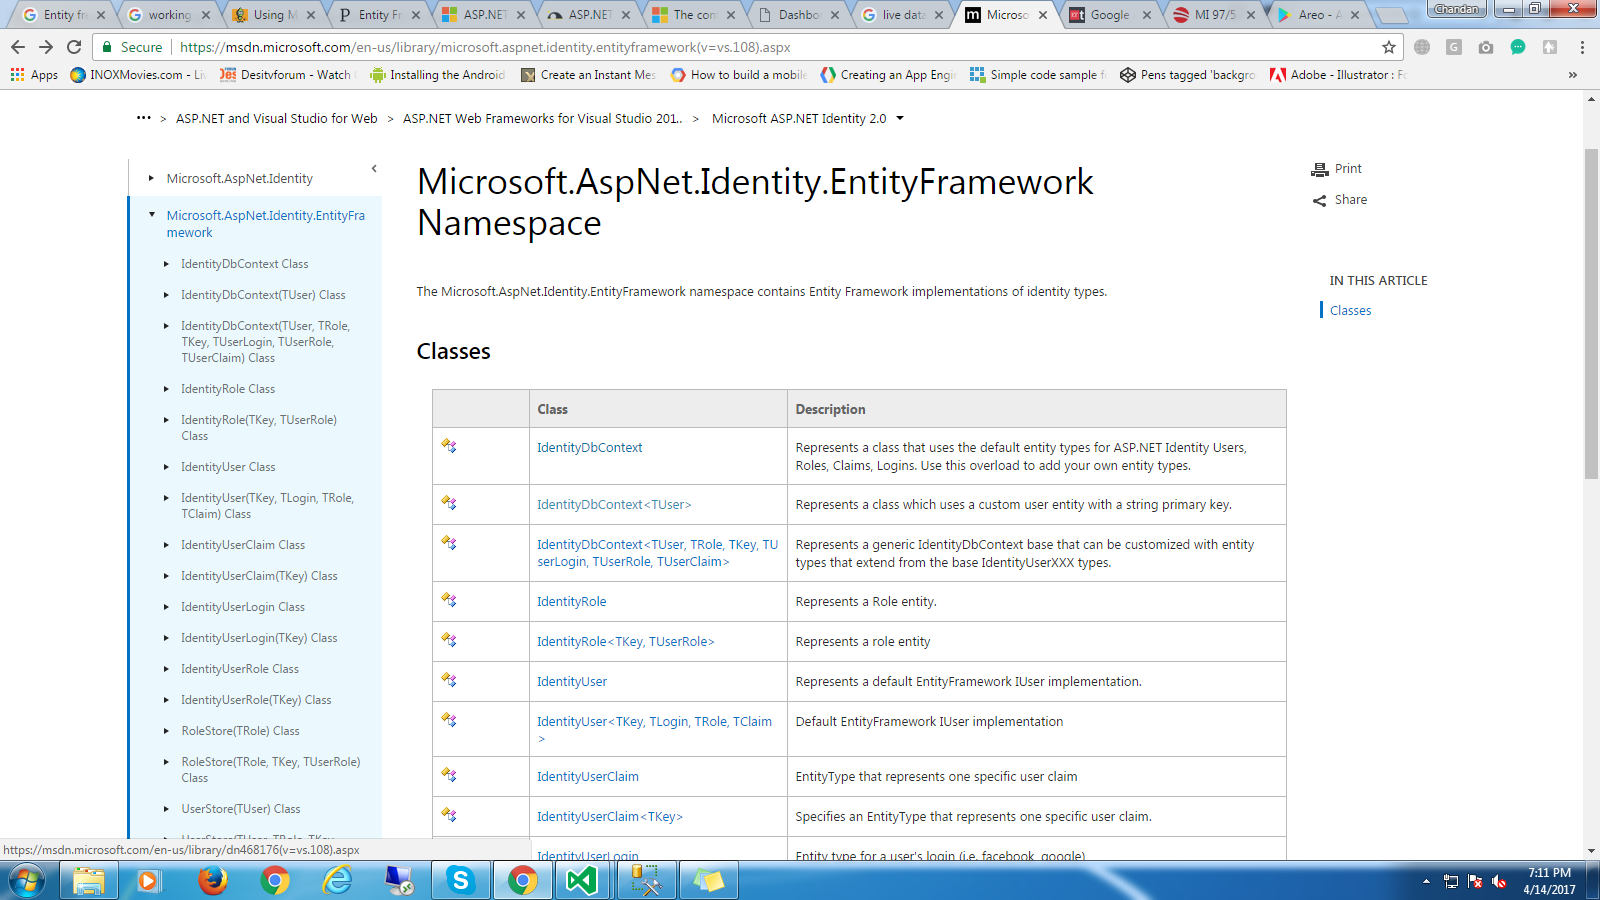 Entity fr
working
Using M
Entity Fr
ASP.NET
ASP.NET
The con
Dashbo
live data
Microso
Google
MI 97/5
Areo - A
Chandan
Secure
https://msdn.microsoft.com/en-us/library/microsoft.aspnet.identity.entityframework(v=vs.108).aspx
Apps
INOXMovies.com - Liv
Desitvforum - Watch
Installing the Android
Create an Instant Mes
How to build a mobile
Creating an App Engi
Simple code sample f
Pens tagged 'backgro
Adobe - Illustrator : Fo
»
••• > ASP.NET and Visual Studio for Web > ASP.NET Web Frameworks for Visual Studio 201.. > Microsoft ASP.NET Identity 2.0
Microsoft.AspNet.Identity
Microsoft.AspNet.Identity.EntityFra
mework
IdentityDbContext Class
IdentityDbContext(TUser) Class
IdentityDbContext(TUser, TRole,
TKey, TUserLogin, TUserRole,
TUserClaim) Class
IdentityRole Class
IdentityRole(TKey, TUserRole)
Class
IdentityUser Class
IdentityUser(TKey, TLogin, TRole,
TClaim) Class
IdentityUserClaim Class
IdentityUserClaim(TKey) Class
IdentityUserLogin Class
IdentityUserLogin(TKey) Class
IdentityUserRole Class
IdentityUserRole(TKey) Class
RoleStore(TRole) Class
RoleStore(TRole, TKey, TUserRole)
Class
UserStore(TUser) Class
UserStore(TUser, TRole, TKey,
Microsoft.AspNet.Identity.EntityFramework
Namespace
The Microsoft.AspNet.Identity.EntityFramework namespace contains Entity Framework implementations of identity types.
Classes
Class
Description
IdentityDbContext
Represents a class that uses the default entity types for ASP.NET Identity Users,
Roles, Claims, Logins. Use this overload to add your own entity types.
IdentityDbContext<TUser>
Represents a class which uses a custom user entity with a string primary key.
IdentityDbContext<TUser, TRole, TKey, TU
serLogin, TUserRole, TUserClaim>
Represents a generic IdentityDbContext base that can be customized with entity
types that extend from the base IdentityUserXXX types.
IdentityRole
Represents a Role entity.
IdentityRole<TKey, TUserRole>
Represents a role entity
IdentityUser
Represents a default EntityFramework IUser implementation.
IdentityUser<TKey, TLogin, TRole, TClaim
>
Default EntityFramework IUser implementation
IdentityUserClaim
EntityType that represents one specific user claim
IdentityUserClaim<TKey>
Specifies an EntityType that represents one specific user claim.
IdentityUserLogin
Entity type for a user's login (i.e. facebook, google)
Print
Share
IN THIS ARTICLE
Classes
https://msdn.microsoft.com/en-us/library/dn468176(v=vs.108).aspx
7:11 PM
4/14/2017